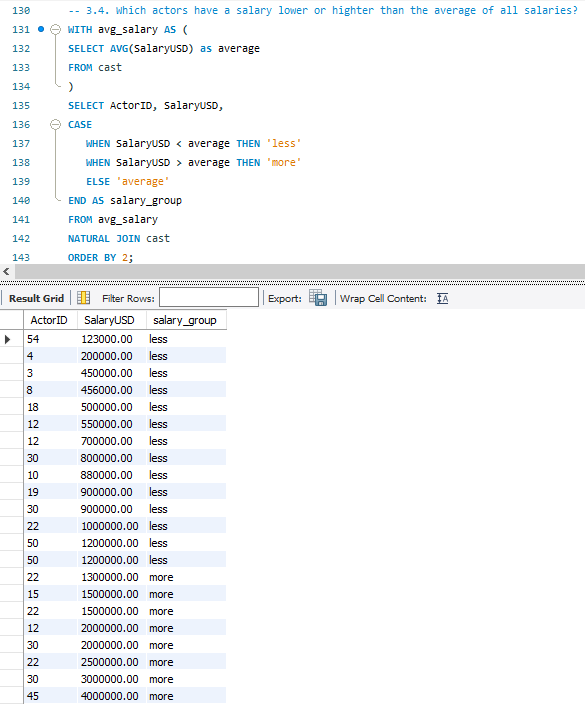 130 -- 3.4. Which actors have a salary lower or highter than the average of all salaries?
131 WITH avg_salary AS (
132 SELECT AVG(SalaryUSD) as average
133 FROM cast
134 )
135 SELECT ActorID, SalaryUSD,
136 CASE
137 WHEN SalaryUSD < average THEN 'less'
138 WHEN SalaryUSD > average THEN 'more'
139 ELSE 'average'
140 END AS salary_group
141 FROM avg_salary
142 NATURAL JOIN cast
143 ORDER BY 2;
Result Grid Filter Rows: Export: Wrap Cell Content:
ActorID SalaryUSD salary_group
54 123000.00 less
4 200000.00 less
3 450000.00 less
8 456000.00 less
18 500000.00 less
12 550000.00 less
12 700000.00 less
30 800000.00 less
10 880000.00 less
19 900000.00 less
30 900000.00 less
22 1000000.00 less
50 1200000.00 less
50 1200000.00 less
22 1300000.00 more
15 1500000.00 more
22 1500000.00 more
12 2000000.00 more
30 2000000.00 more
22 2500000.00 more
30 3000000.00 more
45 4000000.00 more